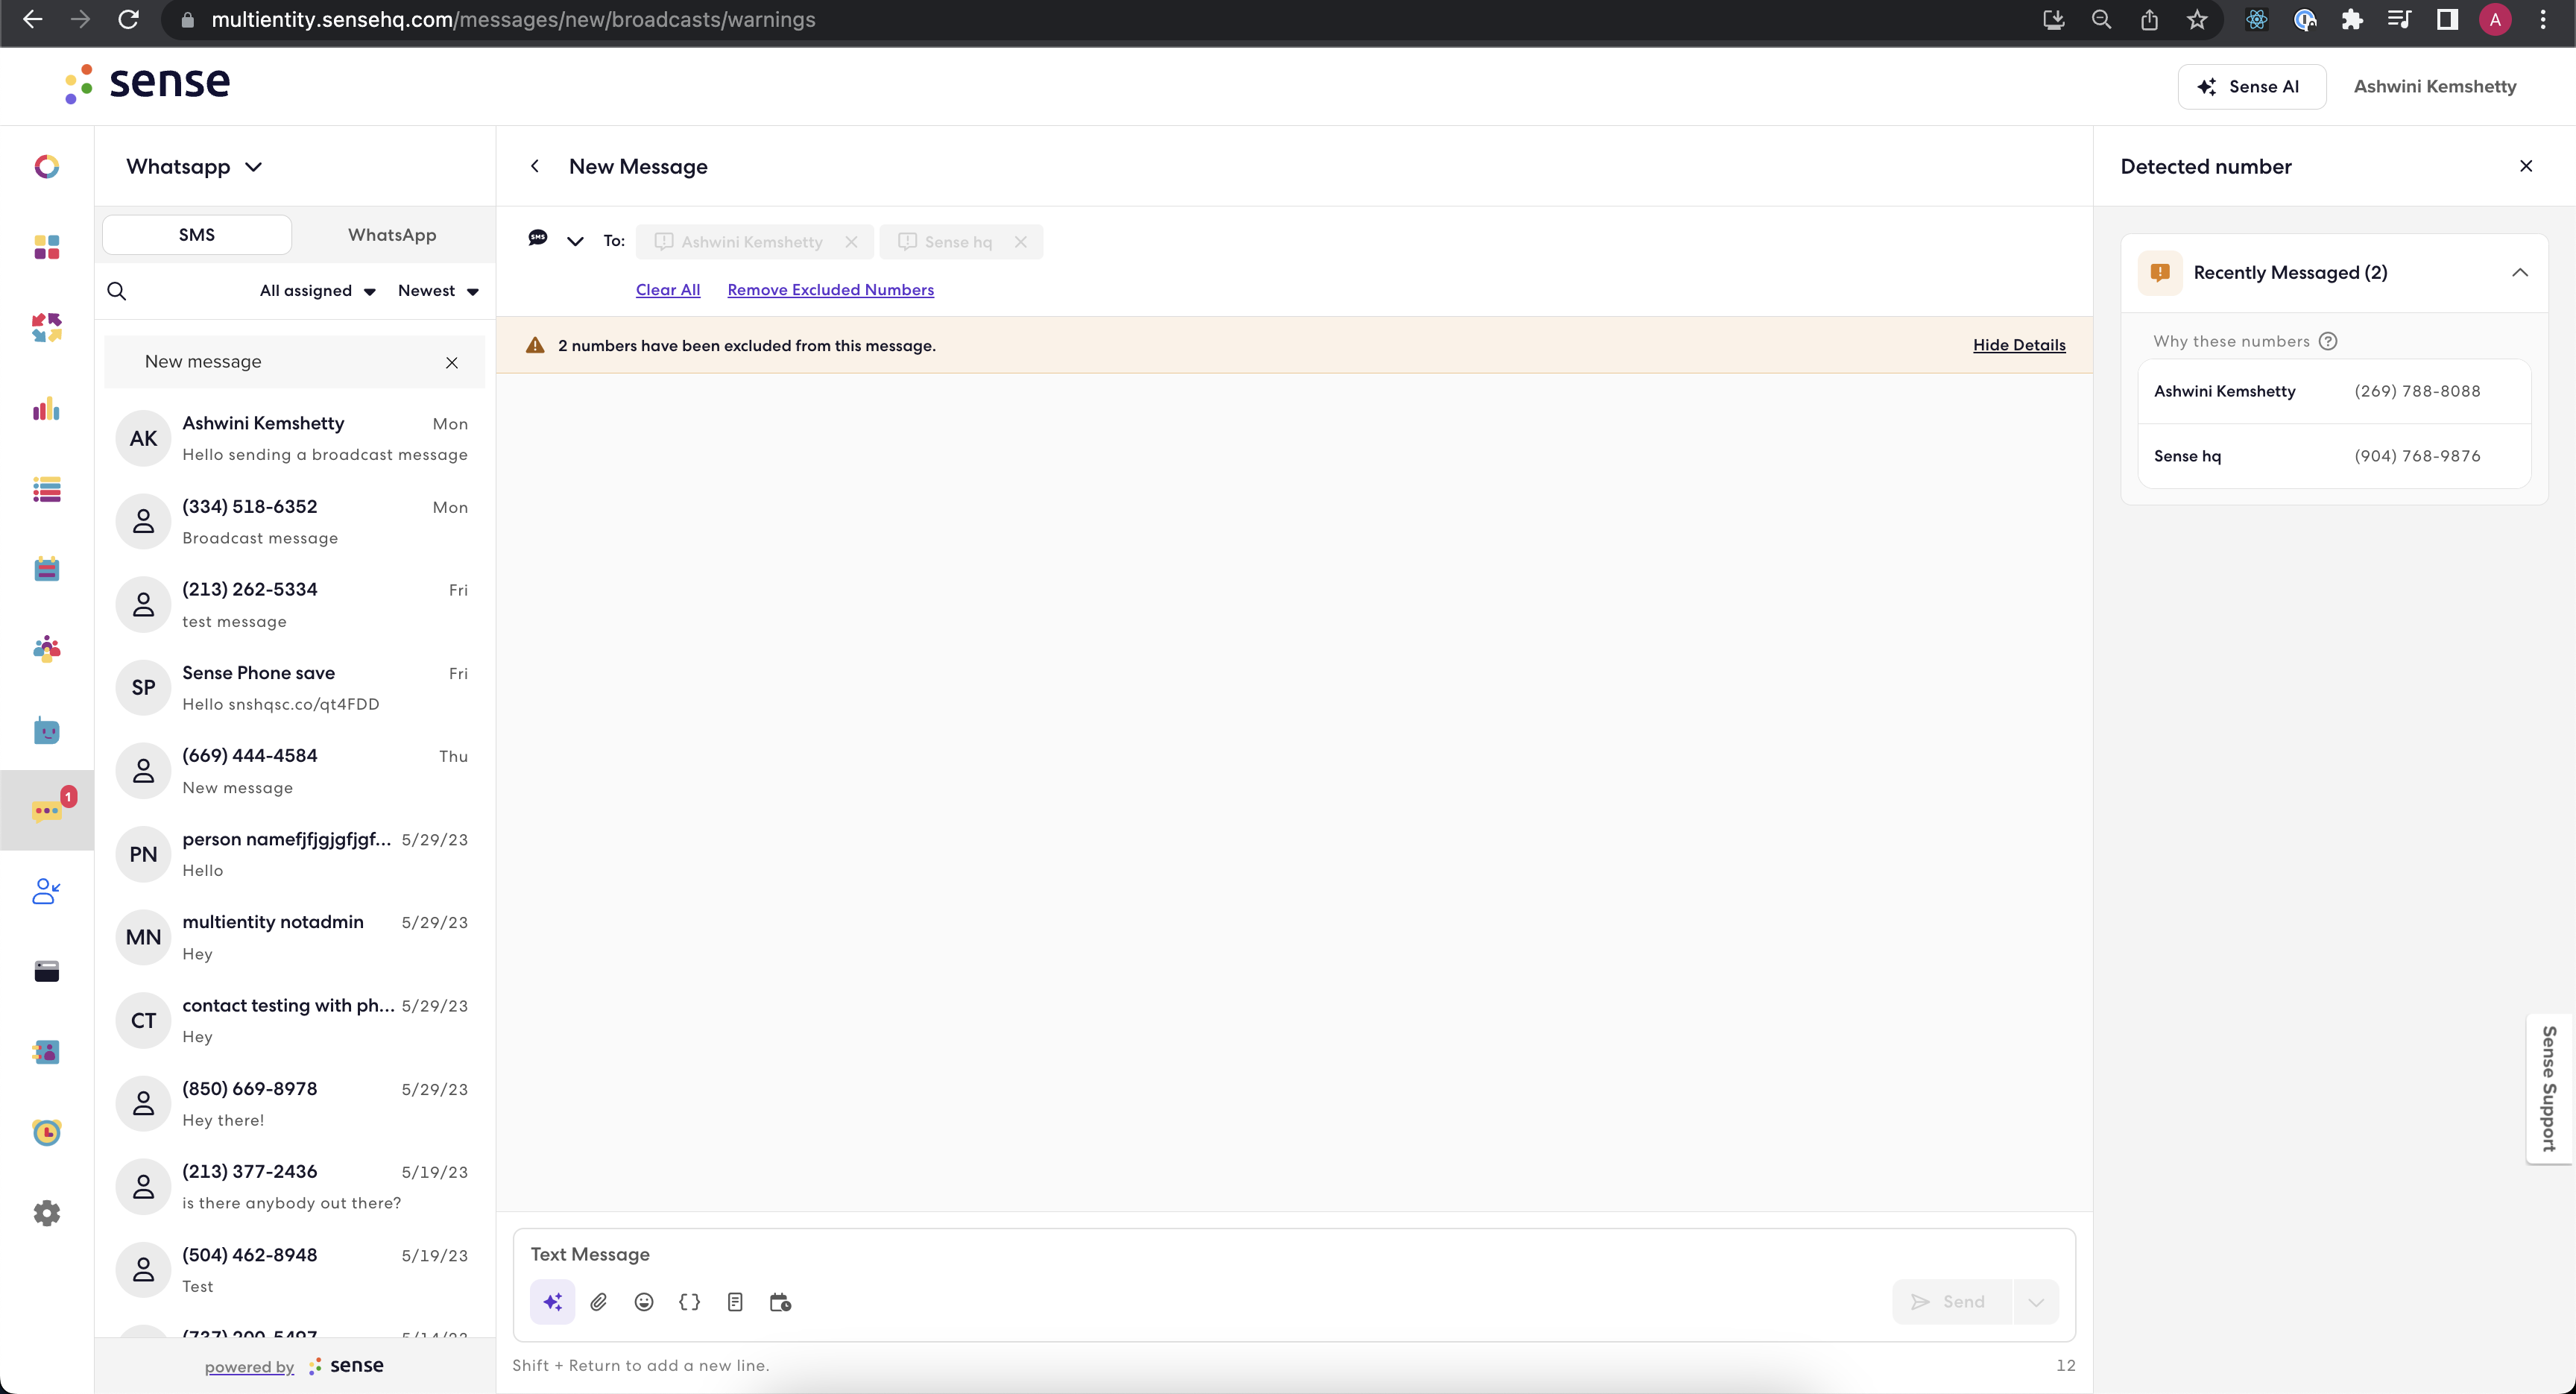 multientity.sensehq.com/messages/new/broadcasts/warnings
A
sense
Sense AI
Ashwini Kemshetty
Whatsapp
SMS
WhatsApp
All assigned
Newest
New message
AK
Ashwini Kemshetty
Mon
Hello sending a broadcast message
(334) 518-6352
Mon
Broadcast message
(213) 262-5334
Fri
test message
SP
Sense Phone save
Fri
Hello snshqsc.co/qt4FDD
(669) 444-4584
Thu
New message
1
PN
person namefjfjgjgfjgf...
5/29/23
Hello
MN
multientity notadmin
5/29/23
Hey
CT
contact testing with ph...
5/29/23
Hey
(850) 669-8978
5/29/23
Hey there!
(213) 377-2436
5/19/23
is there anybody out there?
(504) 462-8948
5/19/23
Test
(737) 200-5497
5/14/23
powered by sense
New Message
SMS
To:
Ashwini Kemshetty
Sense hq
Clear All
Remove Excluded Numbers
2 numbers have been excluded from this message.
Hide Details
Text Message
Send
Shift + Return to add a new line.
12
Detected number
Recently Messaged (2)
Why these numbers ?
Ashwini Kemshetty
(269) 788-8088
Sense hq
(904) 768-9876
Sense Support